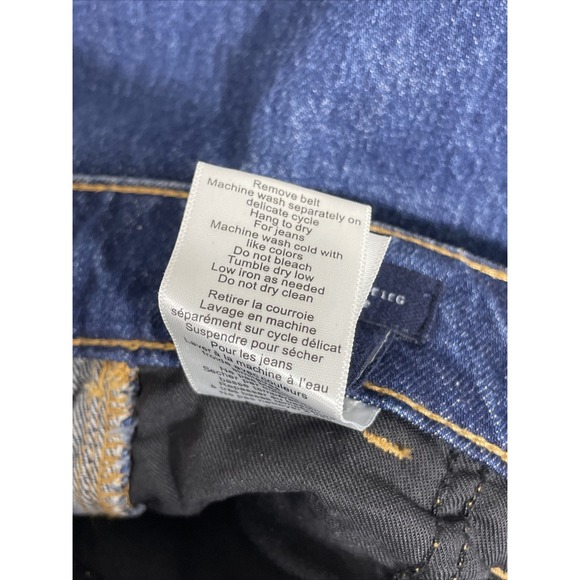 Remove belt
Machine wash separately on
delicate cycle
Hang to dry
For jeans
Machine wash cold with
like colors
Do not bleach
Tumble dry low
Low iron as needed
Do not dry clean
Retirer la courroie
Lavage en machine
séparément sur cycle délicat
Suspendre pour sécher
Pour les jeans
Laver à la machine à l'eau